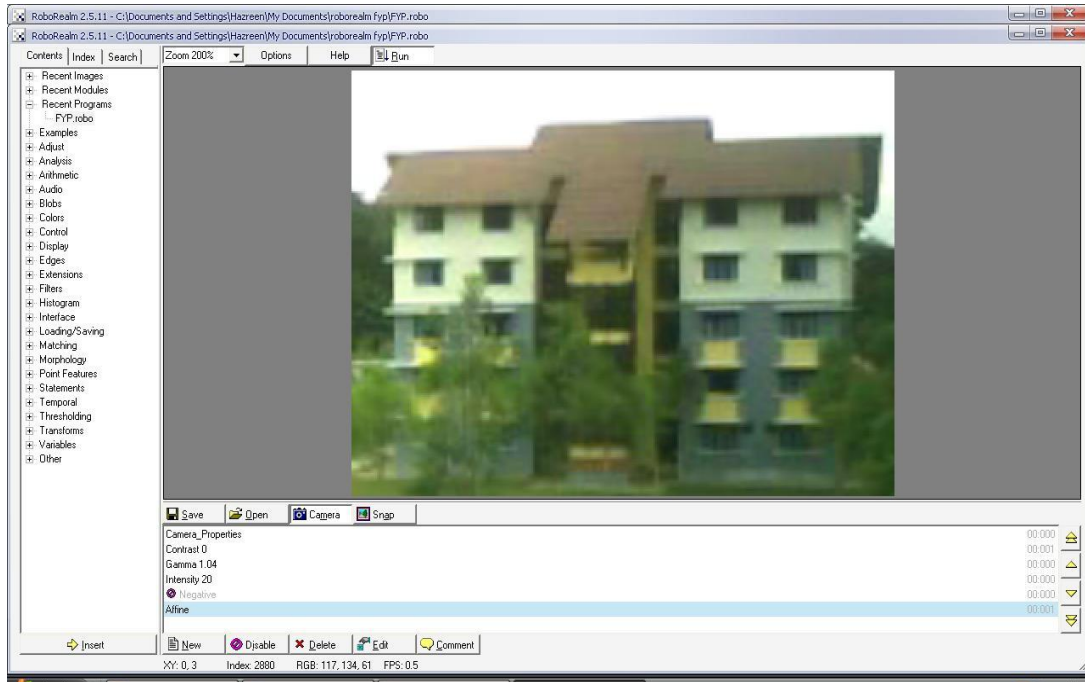 RoboRealm 2.5.11 - C:\Documents and Settings\Hazreen\My Documents\roborealm fyp\FYP.robo
RoboRealm 2.5.11 - C:\Documents and Settings\Hazreen\My Documents\roborealm fyp\FYP.robo
Contents Index Search Zoom 200% Options Help Run
Recent Images
Recent Modules
Recent Programs
FYP.robo
Examples
Adjust
Analysis
Arithmetic
Audio
Blobs
Colors
Control
Display
Edges
Extensions
Filters
Histogram
Interface
Loading/Saving
Matching
Morphology
Point Features
Statements
Temporal
Thresholding
Transforms
Variables
Other
Save Open Camera Snap
Camera_Properties 00:000
Contrast 0 00:001
Gamma 1.04 00:000
Intensity 20 00:000
Negative 00:000
Affine 00:001
Insert New Disable Delete Edit Comment
XY: 0, 3 Index: 2880 RGB: 117, 134, 61 FPS: 0.5